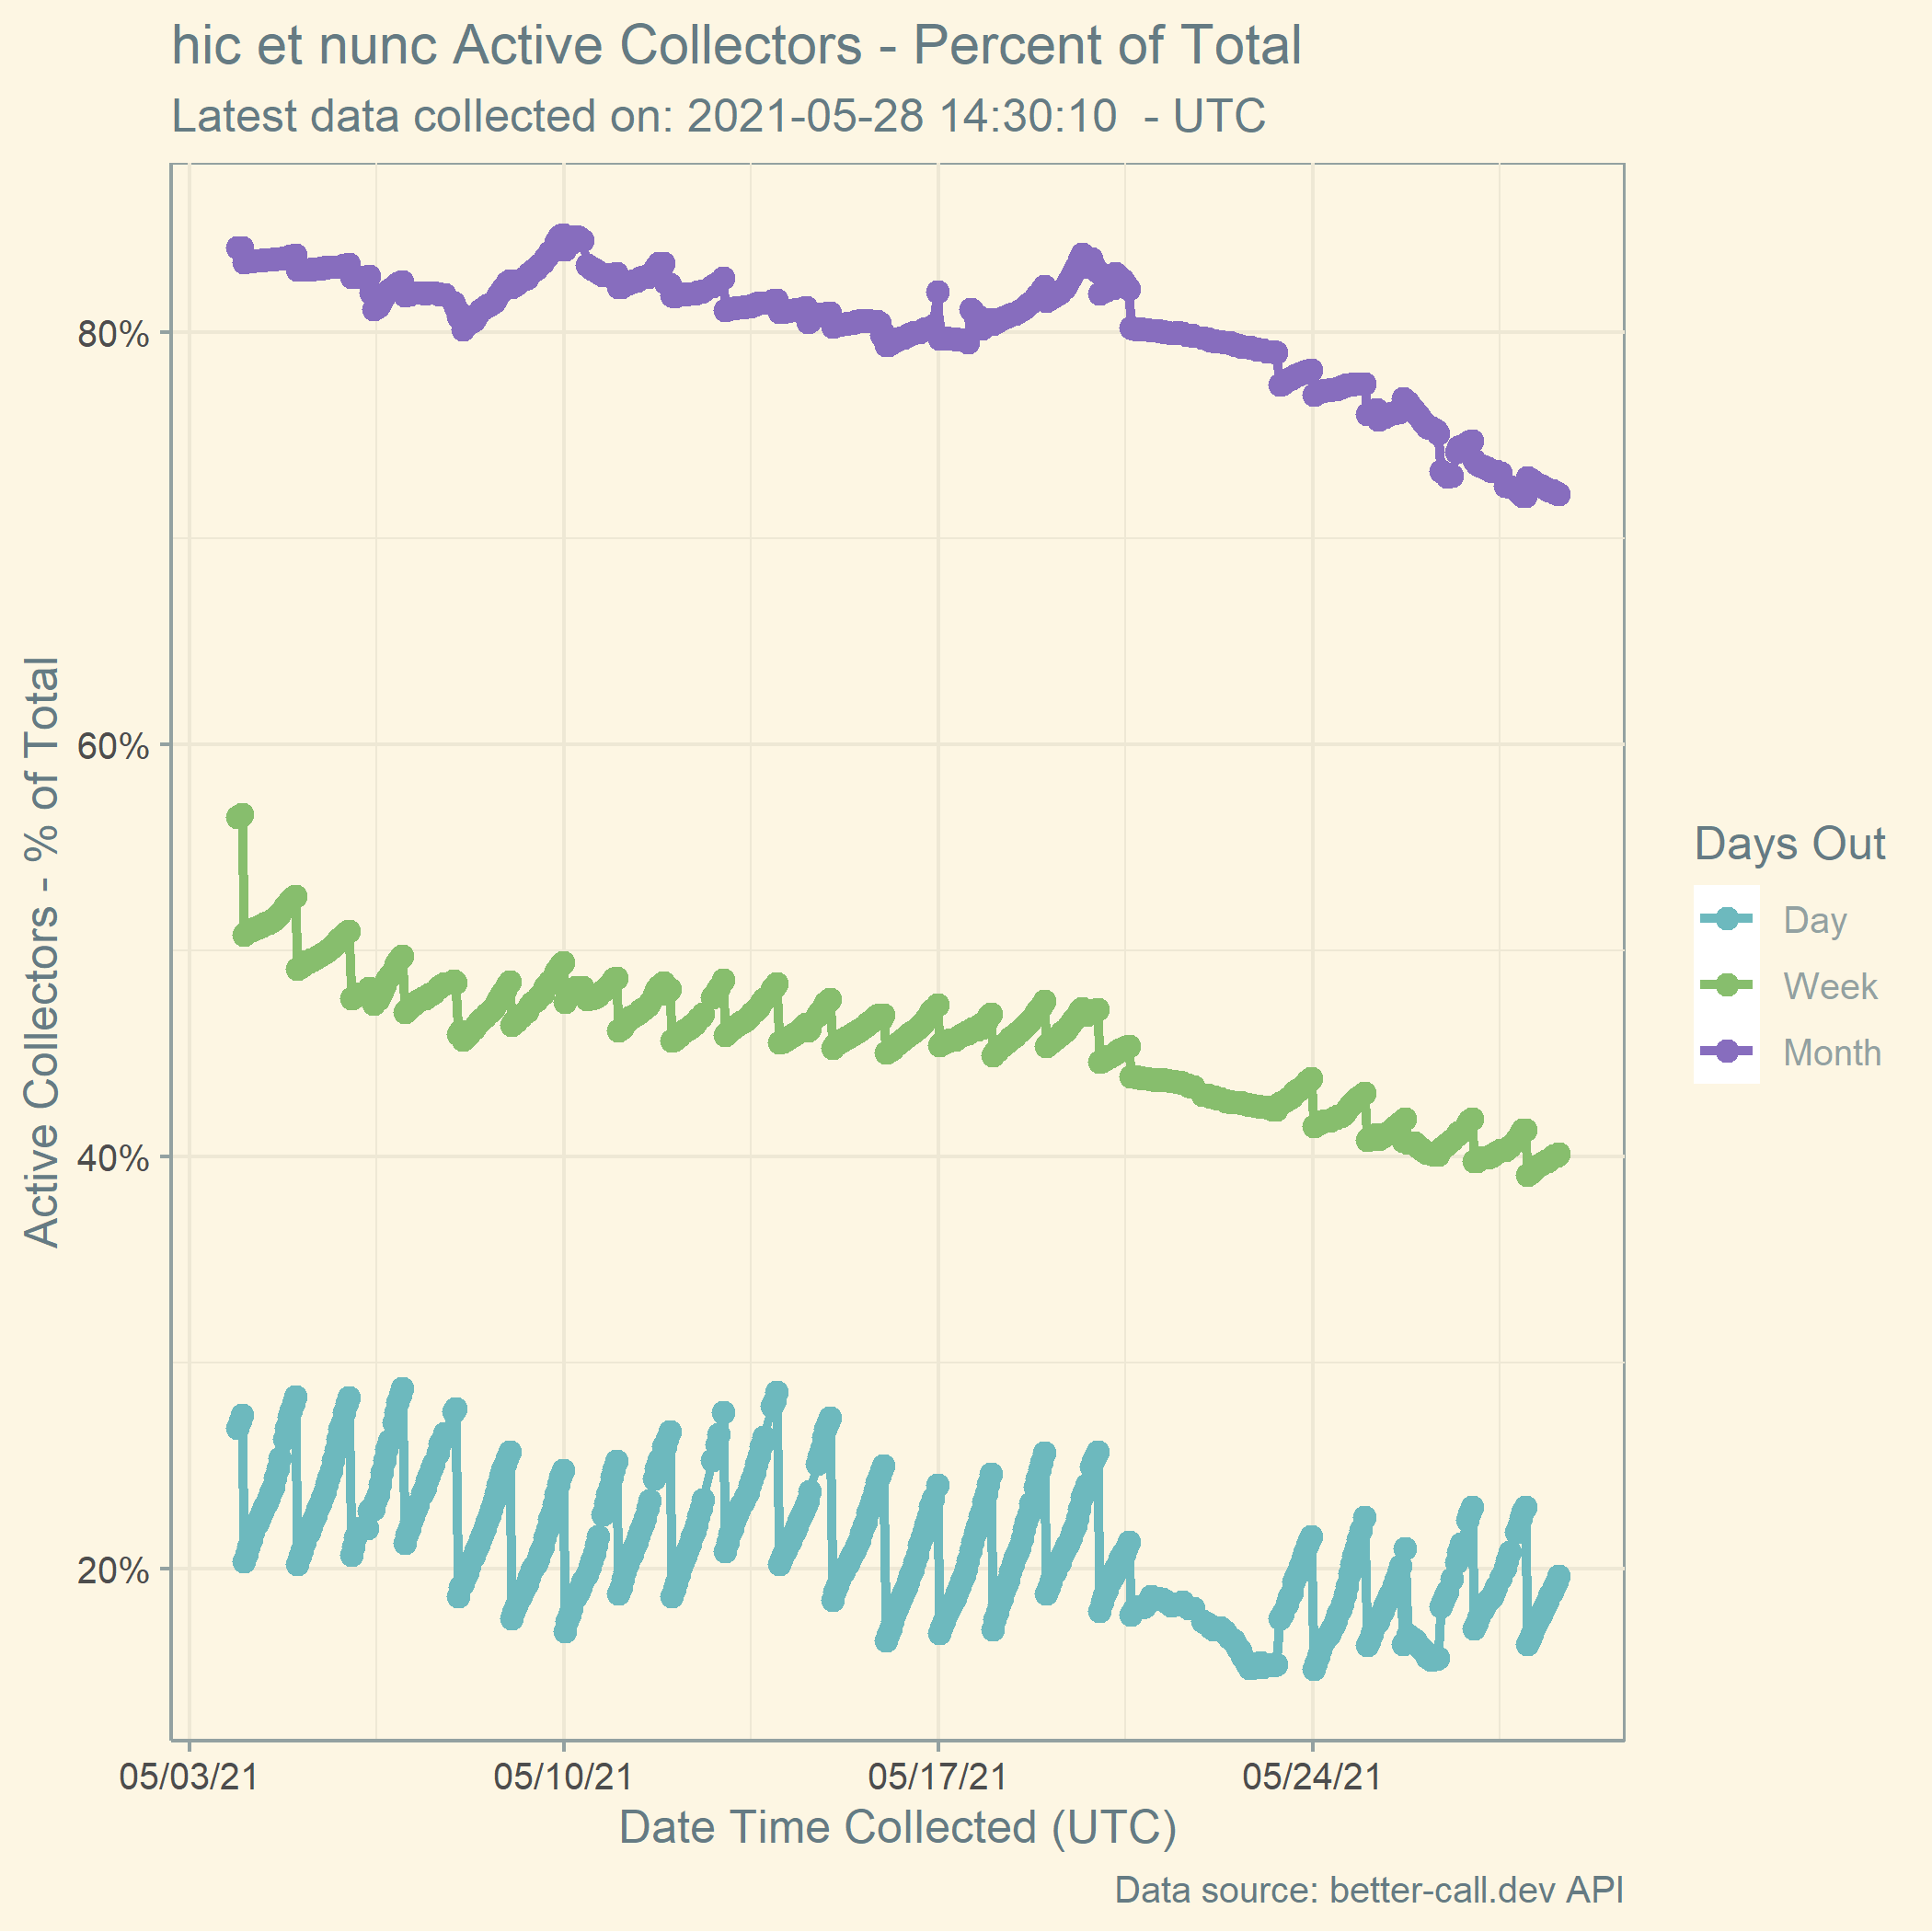 hic et nunc Active Collectors - Percent of Total
Latest data collected on: 2021-05-28 14:30:10  - UTC
Active Collectors - % of Total
80%
60%
40%
20%
05/03/21
05/10/21
05/17/21
05/24/21
Date Time Collected (UTC)
Days Out
Day
Week
Month
Data source: better-call.dev API